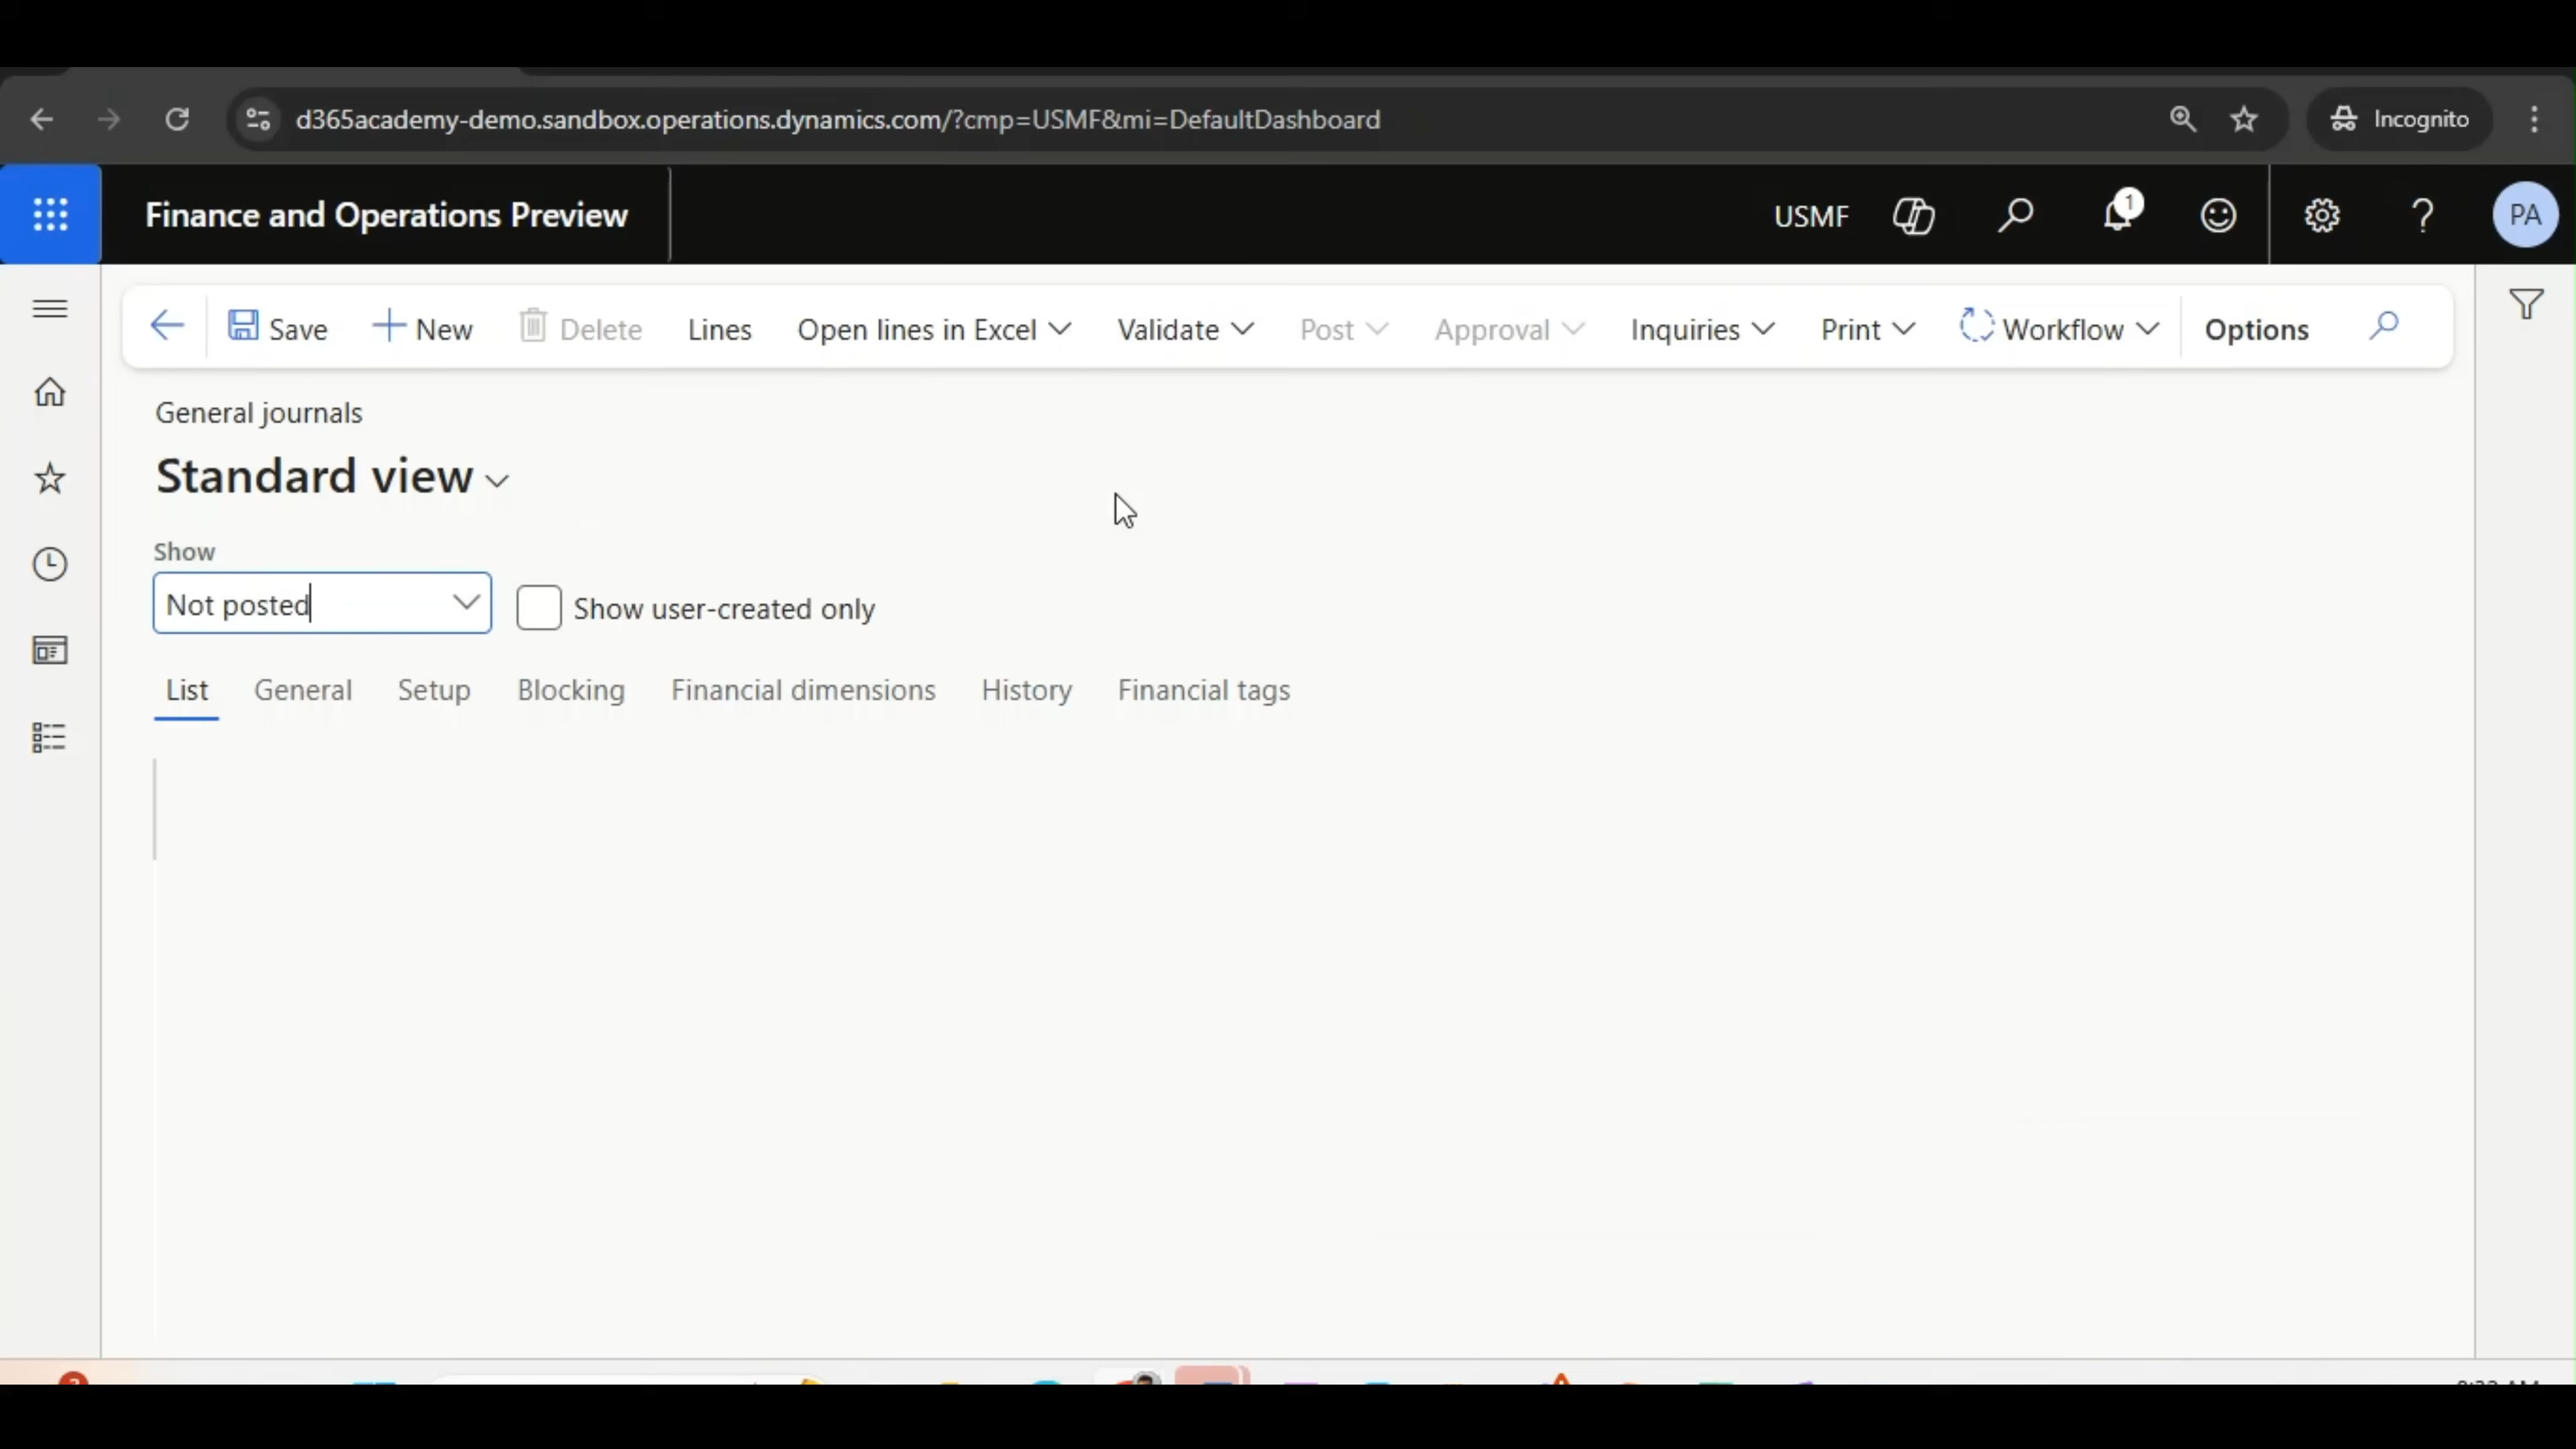 d365academy-demo.sandbox.operations.dynamics.com/?cmp=USMF&mi=DefaultDashboard
Incognito
Finance and Operations Preview
USMF
1
PA
Save
New
Delete
Lines
Open lines in Excel
Validate
Post
Approval
Inquiries
Print
Workflow
Options
General journals
Standard view
Show
Not posted
Show user-created only
List
General
Setup
Blocking
Financial dimensions
History
Financial tags